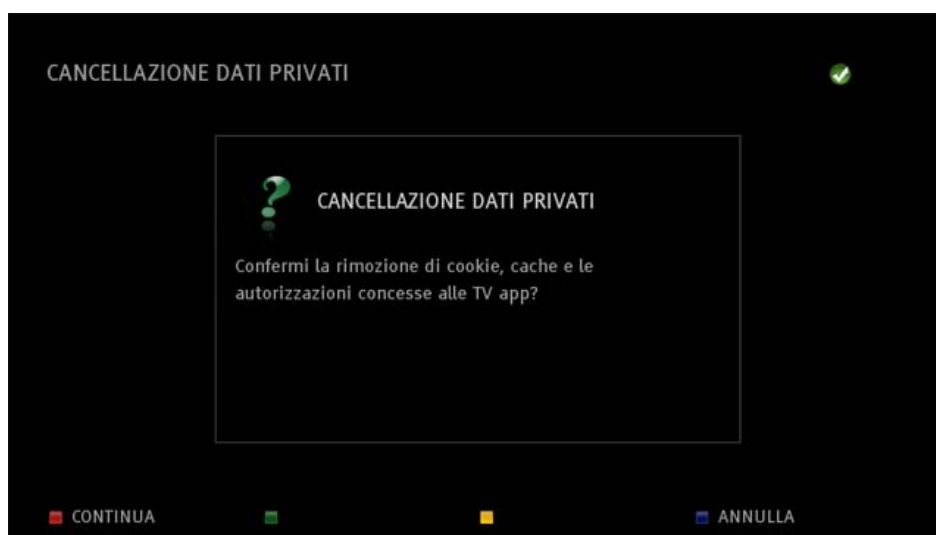 CANCELLAZIONE DATI PRIVATI
CANCELLAZIONE DATI PRIVATI
Confermi la rimozione di cookie, cache e le
autorizzazioni concesse alle TV app?
CONTINUA
ANNULLA